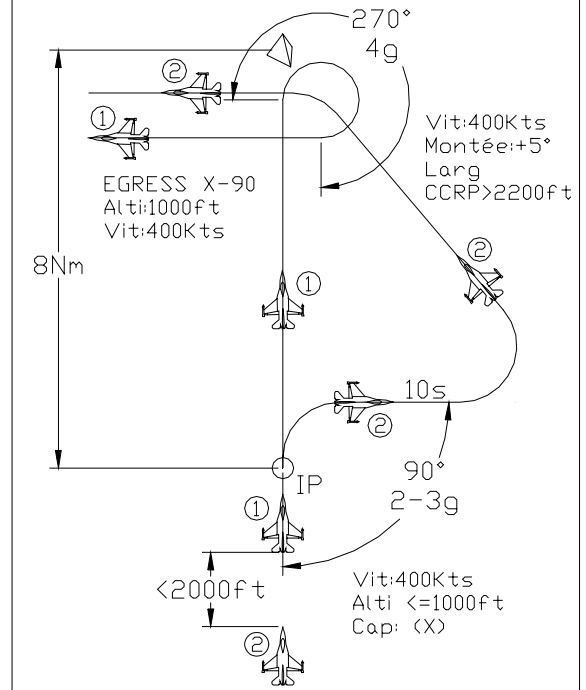 270°
4g
2
1
Vit:400Kts
Montée:+5°
Larg
CCRP>2200ft
EGRESS X-90
Alti:1000ft
Vit:400Kts
2
8Nm
1
10s
2
IP
90°
2-3g
1
<2000ft
Vit:400Kts
Alti <=1000ft
Cap: (X)
2